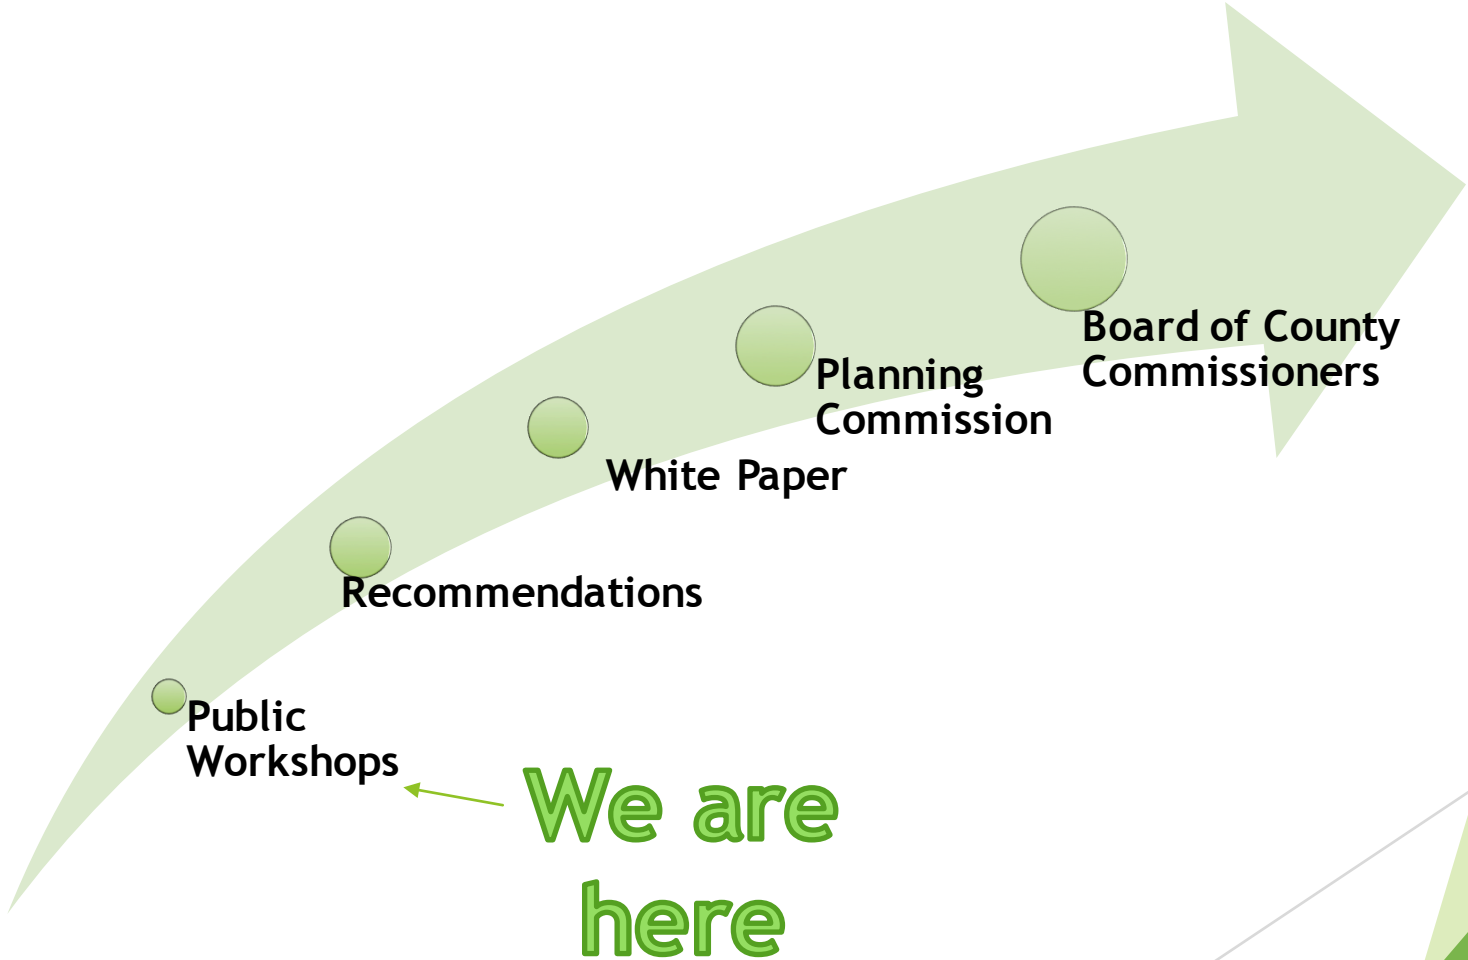 Board of County
Commissioners
Planning
Commission
White Paper
Recommendations
Public
Workshops
We are
here